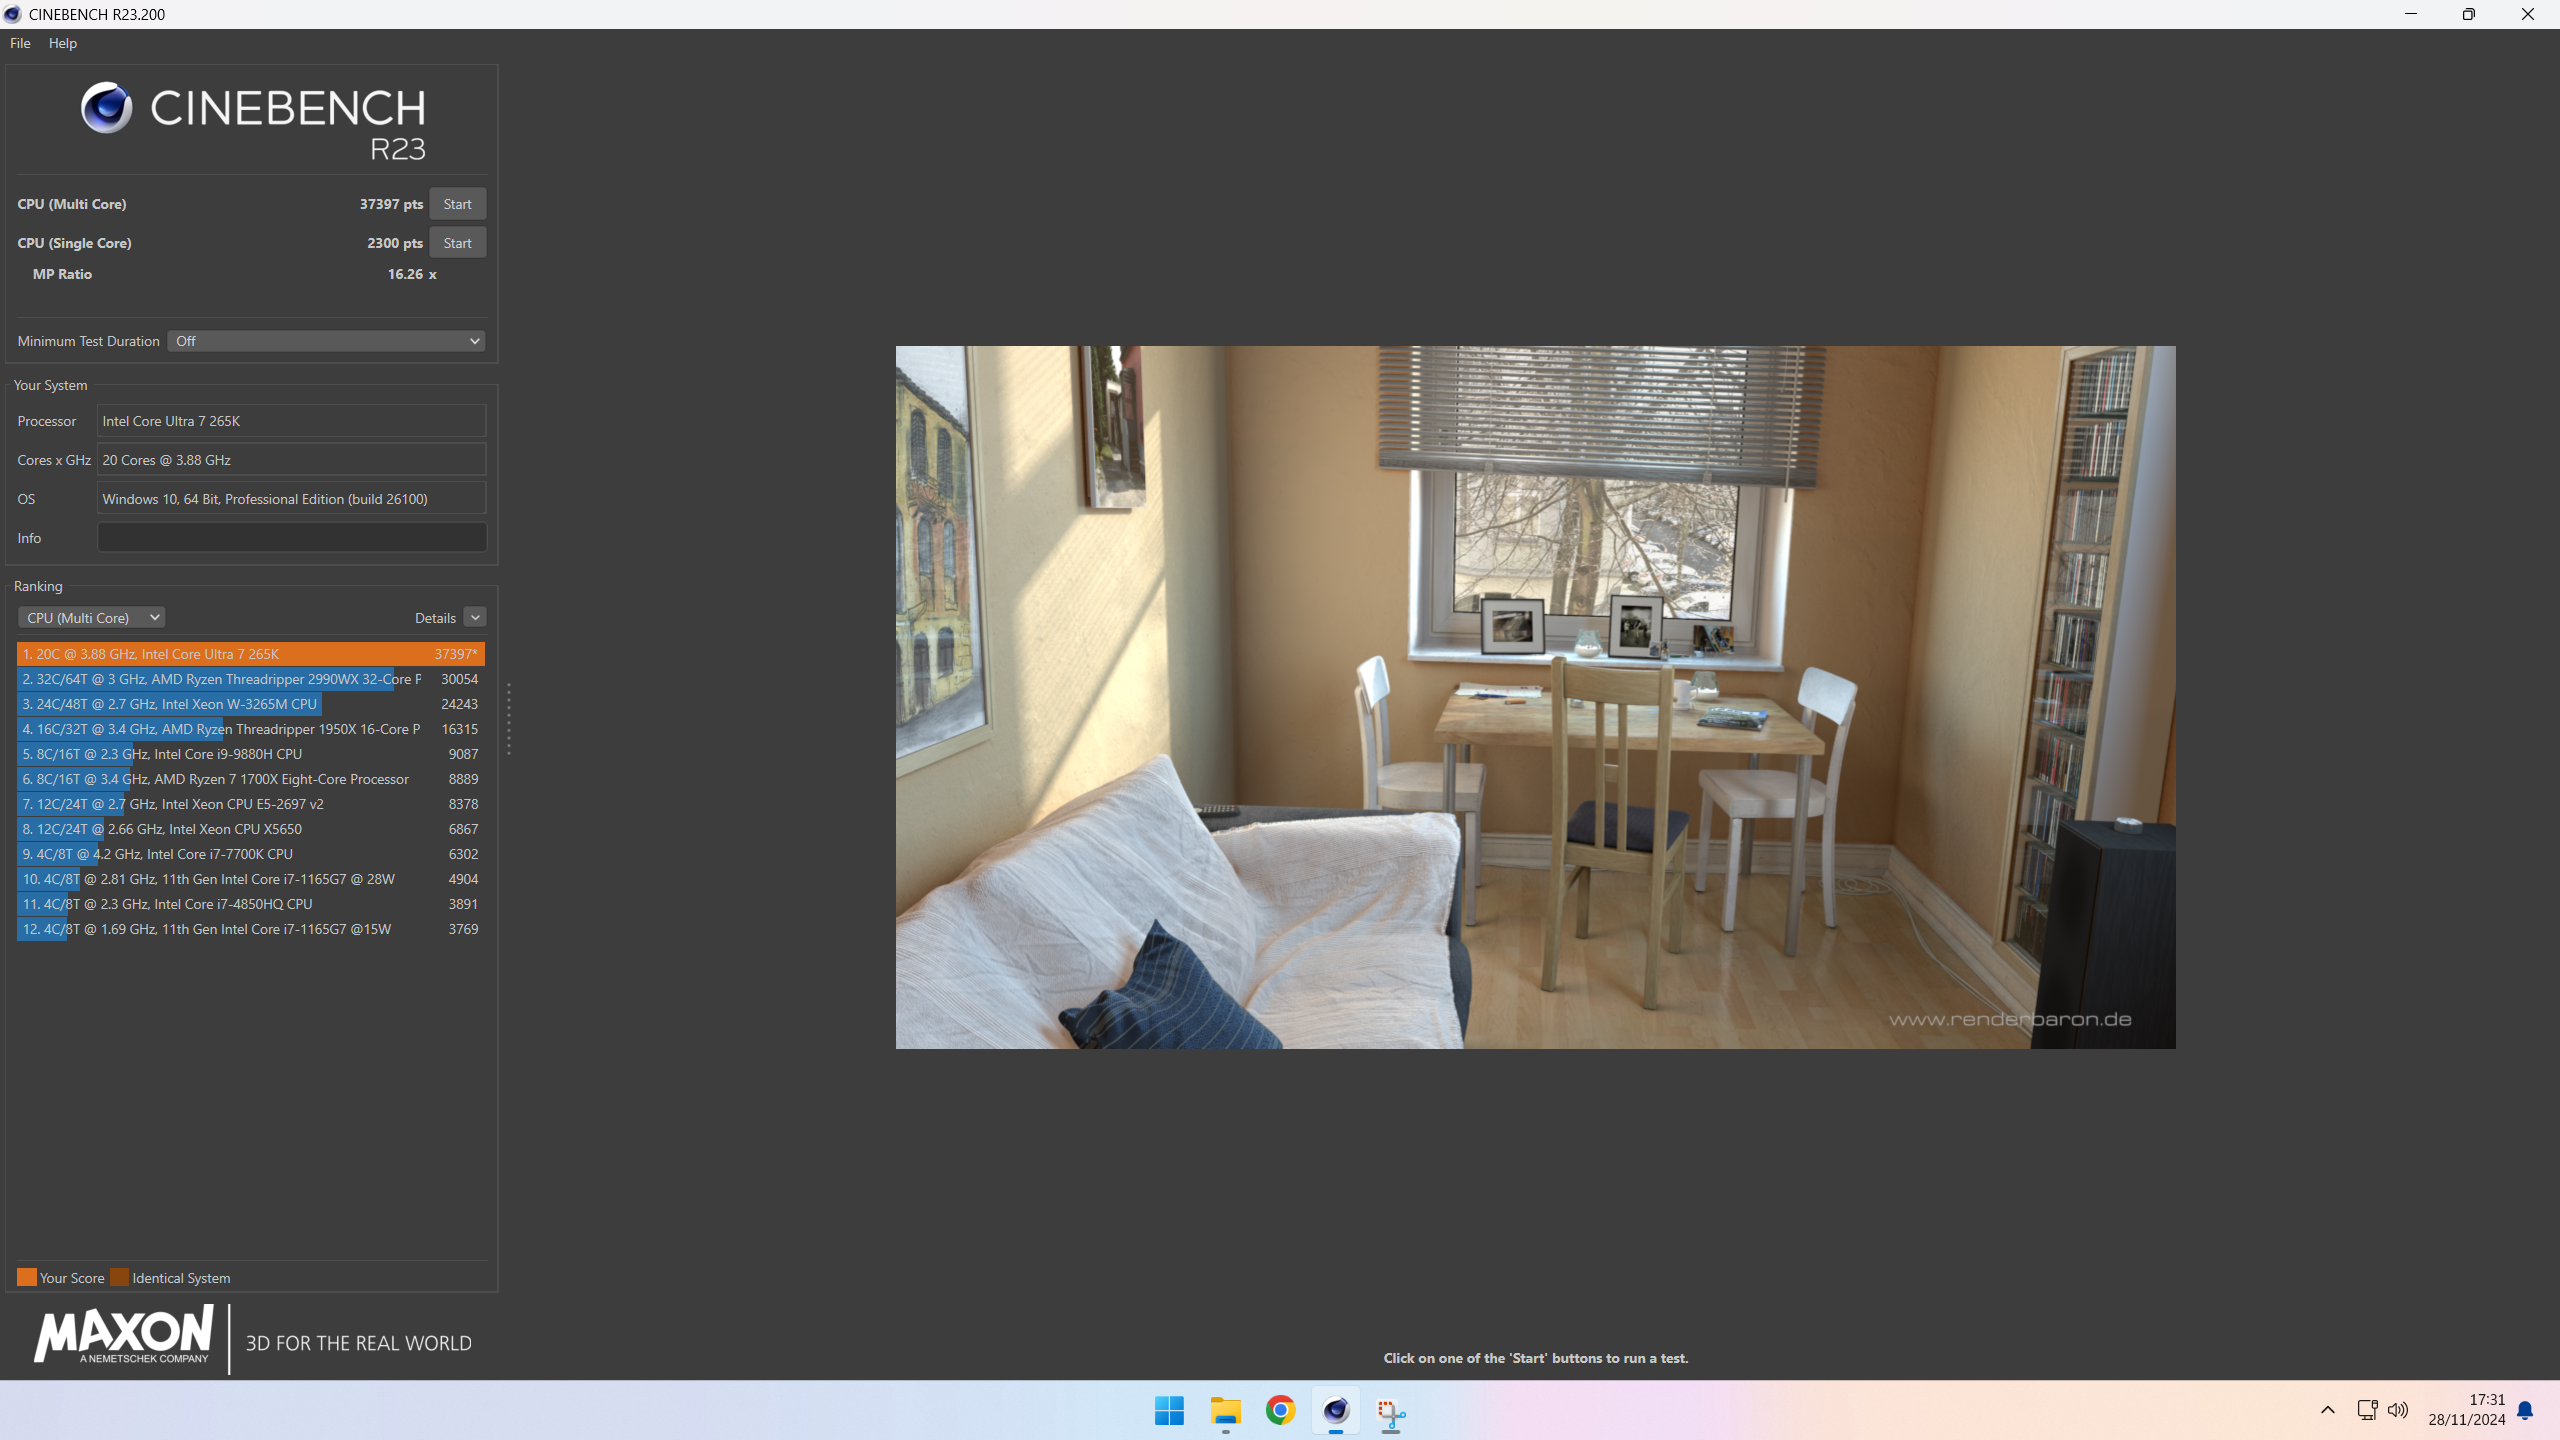 CINEBENCH R23.200
File Help
CINEBENCH
R23
CPU (Multi Core) 37397 pts Start
CPU (Single Core) 2300 pts Start
MP Ratio 16.26 x
Minimum Test Duration Off
Your System
Processor Intel Core Ultra 7 265K
Cores x GHz 20 Cores @ 3.88 GHz
OS Windows 10, 64 Bit, Professional Edition (build 26100)
Info
Ranking
CPU (Multi Core) Details
1. 20C @ 3.88 GHz, Intel Core Ultra 7 265K 37397*
2. 32C/64T @ 3 GHz, AMD Ryzen Threadripper 2990WX 32-Core P 30054
3. 24C/48T @ 2.7 GHz, Intel Xeon W-3265M CPU 24243
4. 16C/32T @ 3.4 GHz, AMD Ryzen Threadripper 1950X 16-Core P 16315
5. 8C/16T @ 2.3 GHz, Intel Core i9-9880H CPU 9087
6. 8C/16T @ 3.4 GHz, AMD Ryzen 7 1700X Eight-Core Processor 8889
7. 12C/24T @ 2.7 GHz, Intel Xeon CPU E5-2697 v2 8378
8. 12C/24T @ 2.66 GHz, Intel Xeon CPU X5650 6867
9. 4C/8T @ 4.2 GHz, Intel Core i7-7700K CPU 6302
10. 4C/8T @ 2.81 GHz, 11th Gen Intel Core i7-1165G7 @ 28W 4904
11. 4C/8T @ 2.3 GHz, Intel Core i7-4850HQ CPU 3891
12. 4C/8T @ 1.69 GHz, 11th Gen Intel Core i7-1165G7 @15W 3769
Your Score Identical System
MAXON
A NEMETSCHEK COMPANY
3D FOR THE REAL WORLD
www.renderbaron.de
Click on one of the 'Start' buttons to run a test.
17:31
28/11/2024